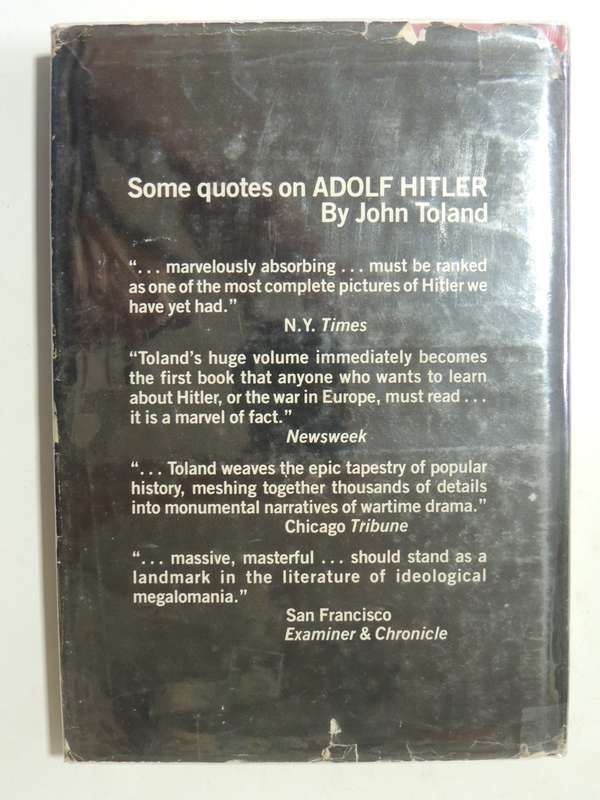 Some quotes on ADOLF HITLER
By John Toland
“. . . marvelously absorbing . . . must be ranked
as one of the most complete pictures of Hitler we
have yet had.”
N.Y. Times
“Toland’s huge volume immediately becomes
the first book that anyone who wants to learn
about Hitler, or the war in Europe, must read . . .
it is a marvel of fact.”
Newsweek
“. . . Toland weaves the epic tapestry of popular
history, meshing together thousands of details
into monumental narratives of wartime drama.”
Chicago Tribune
“. . . massive, masterful . . . should stand as a
landmark in the literature of ideological
megalomania.”
San Francisco
Examiner & Chronicle